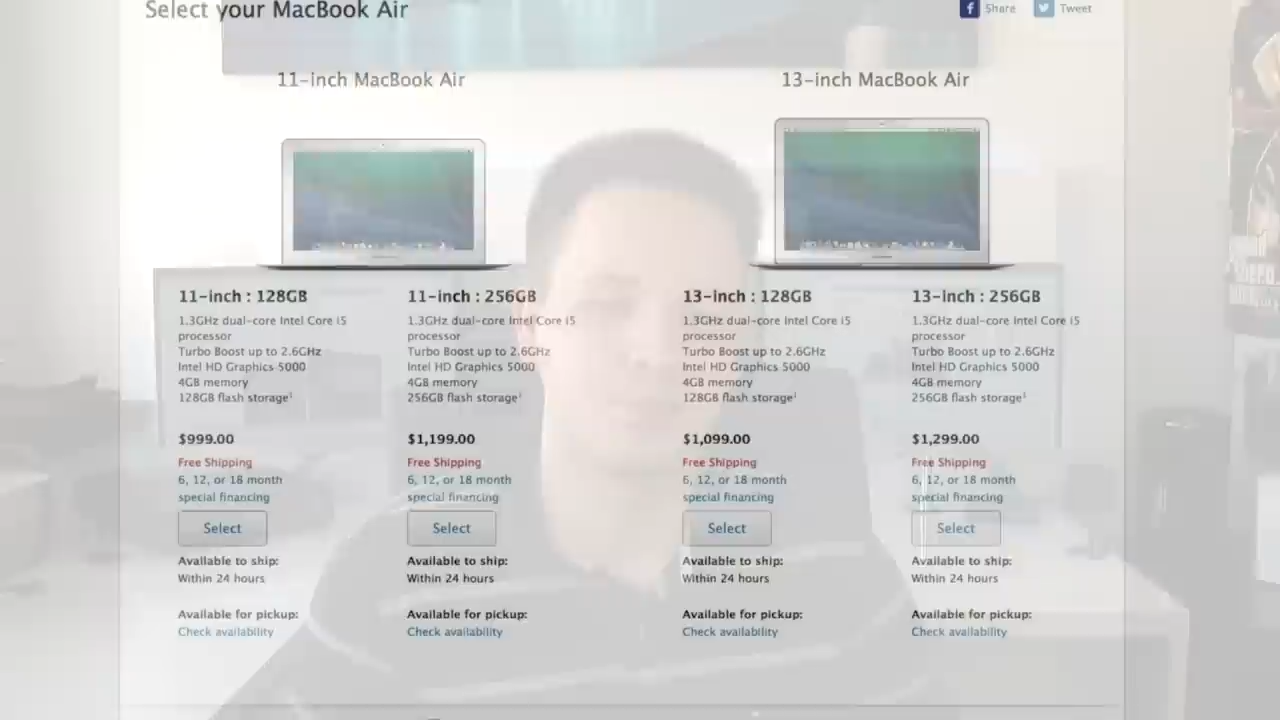 Select your MacBook Air
Share
Tweet
11-inch MacBook Air
13-inch MacBook Air
11-inch : 128GB
1.3GHz dual-core Intel Core i5
processor
Turbo Boost up to 2.6GHz
Intel HD Graphics 5000
4GB memory
128GB flash storage¹
$999.00
Free Shipping
6, 12, or 18 month
special financing
Select
Available to ship:
Within 24 hours
Available for pickup:
Check availability
11-inch : 256GB
1.3GHz dual-core Intel Core i5
processor
Turbo Boost up to 2.6GHz
Intel HD Graphics 5000
4GB memory
256GB flash storage¹
$1,199.00
Free Shipping
6, 12, or 18 month
special financing
Select
Available to ship:
Within 24 hours
Available for pickup:
Check availability
13-inch : 128GB
1.3GHz dual-core Intel Core i5
processor
Turbo Boost up to 2.6GHz
Intel HD Graphics 5000
4GB memory
128GB flash storage¹
$1,099.00
Free Shipping
6, 12, or 18 month
special financing
Select
Available to ship:
Within 24 hours
Available for pickup:
Check availability
13-inch : 256GB
1.3GHz dual-core Intel Core i5
processor
Turbo Boost up to 2.6GHz
Intel HD Graphics 5000
4GB memory
256GB flash storage¹
$1,299.00
Free Shipping
6, 12, or 18 month
special financing
Select
Available to ship:
Within 24 hours
Available for pickup:
Check availability